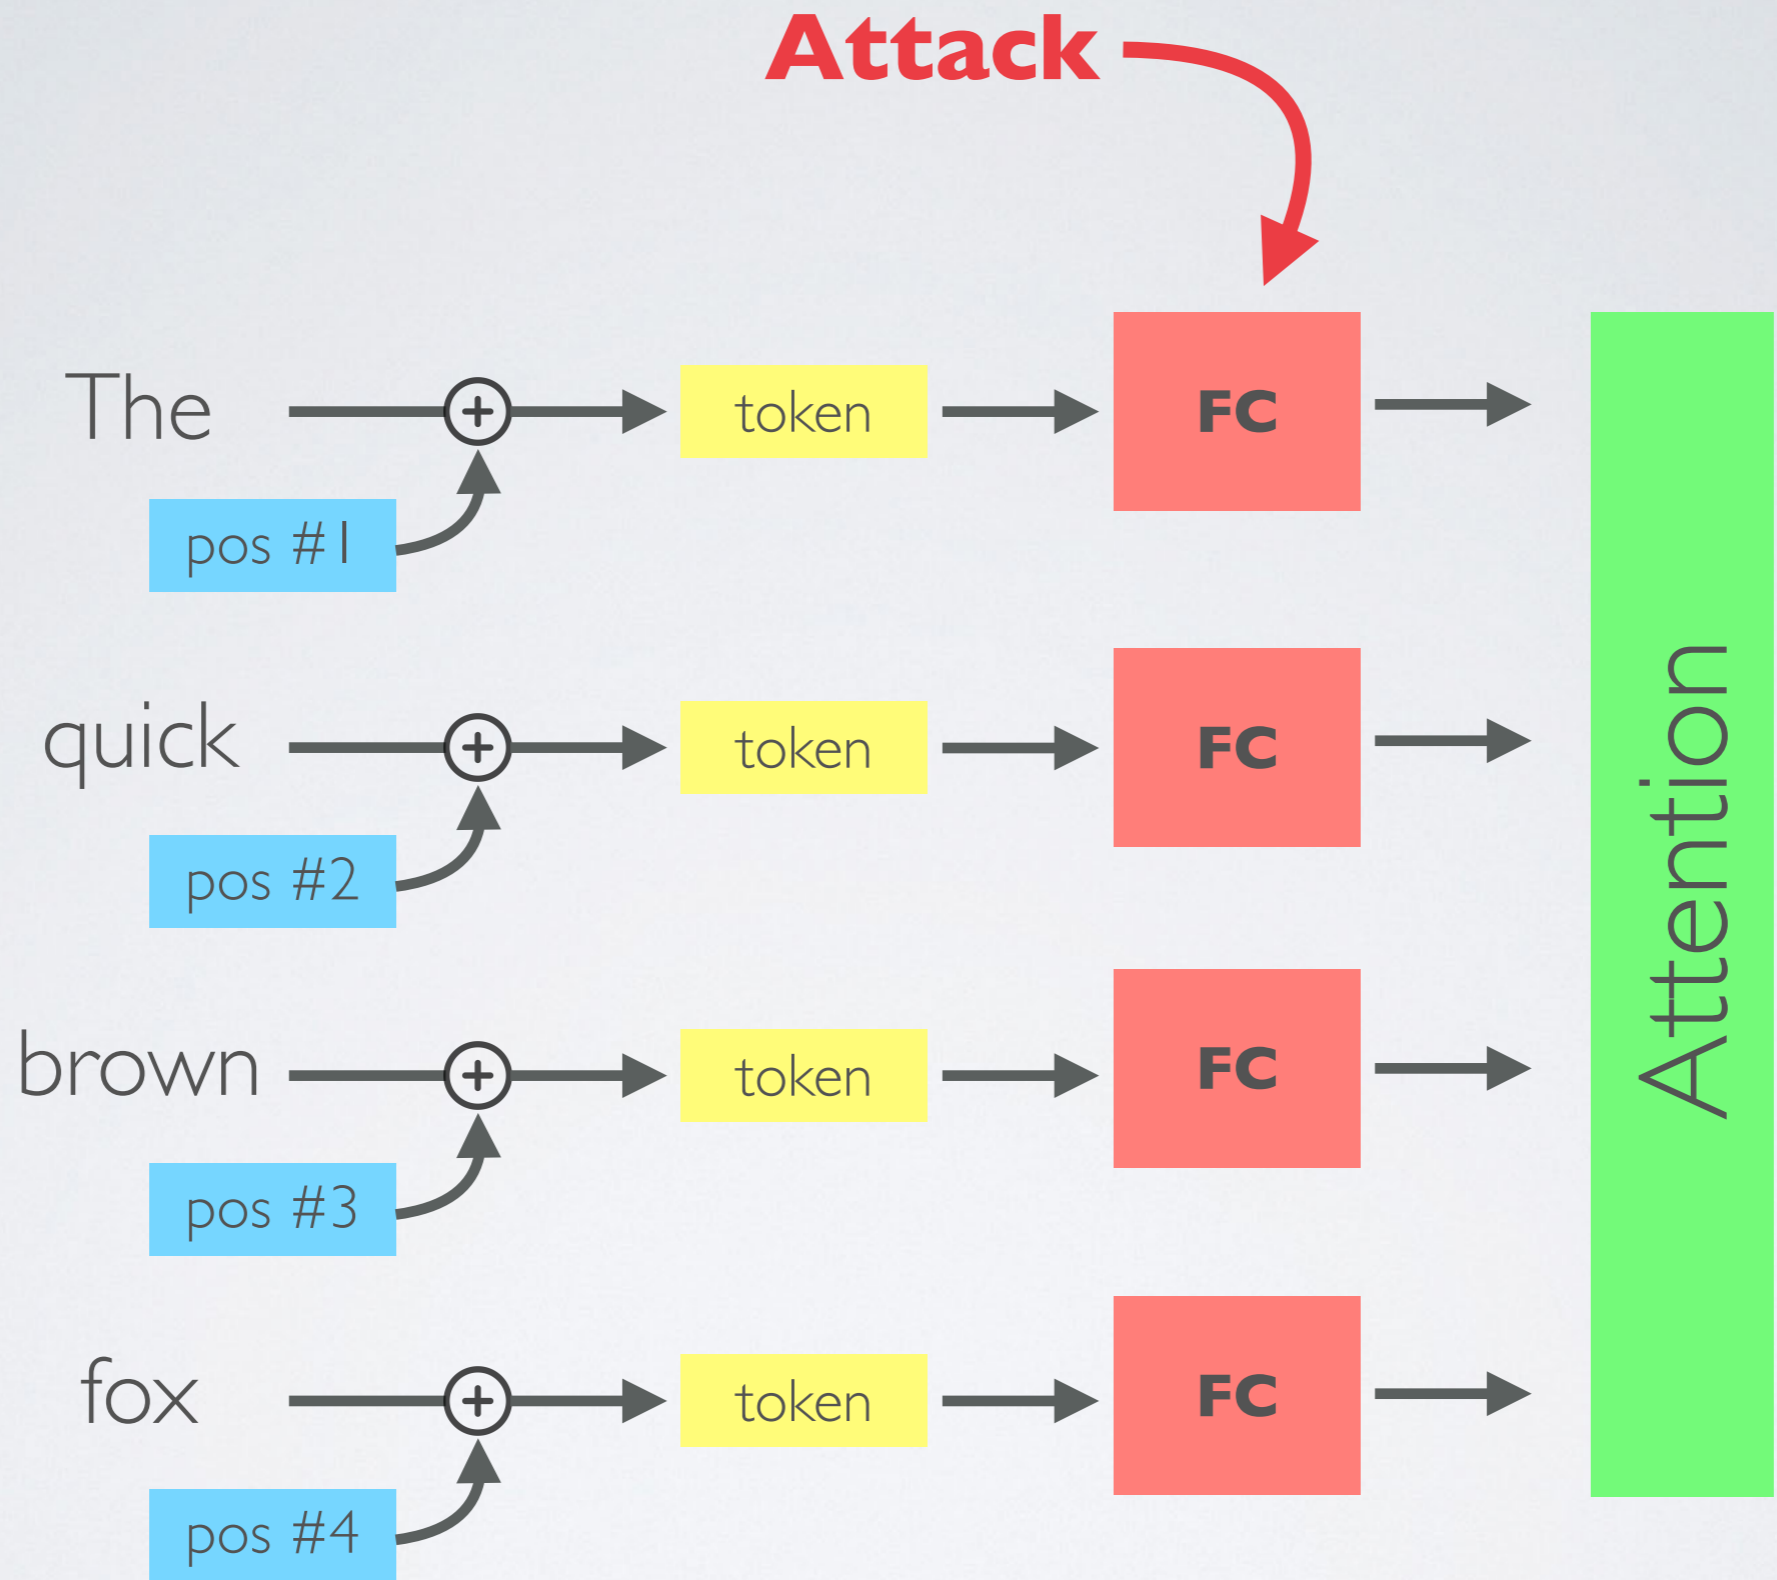 Attack
The + token FC
pos #1
quick + token FC
pos #2
brown + token FC
pos #3
fox + token FC
pos #4
Attention